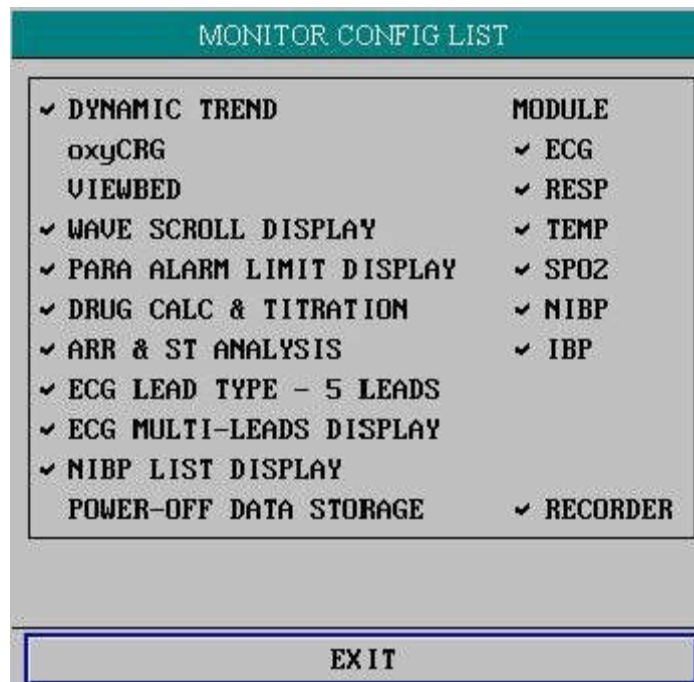 MONITOR CONFIG LIST
✓ DYNAMIC TREND MODULE
oxyCRG ✓ ECG
VIEWBED ✓ RESP
✓ WAVE SCROLL DISPLAY ✓ TEMP
✓ PARA ALARM LIMIT DISPLAY ✓ SPO2
✓ DRUG CALC & TITRATION ✓ NIBP
✓ ARR & ST ANALYSIS ✓ IBP
✓ ECG LEAD TYPE - 5 LEADS
✓ ECG MULTI-LEADS DISPLAY
✓ NIBP LIST DISPLAY
POWER-OFF DATA STORAGE ✓ RECORDER
EXIT